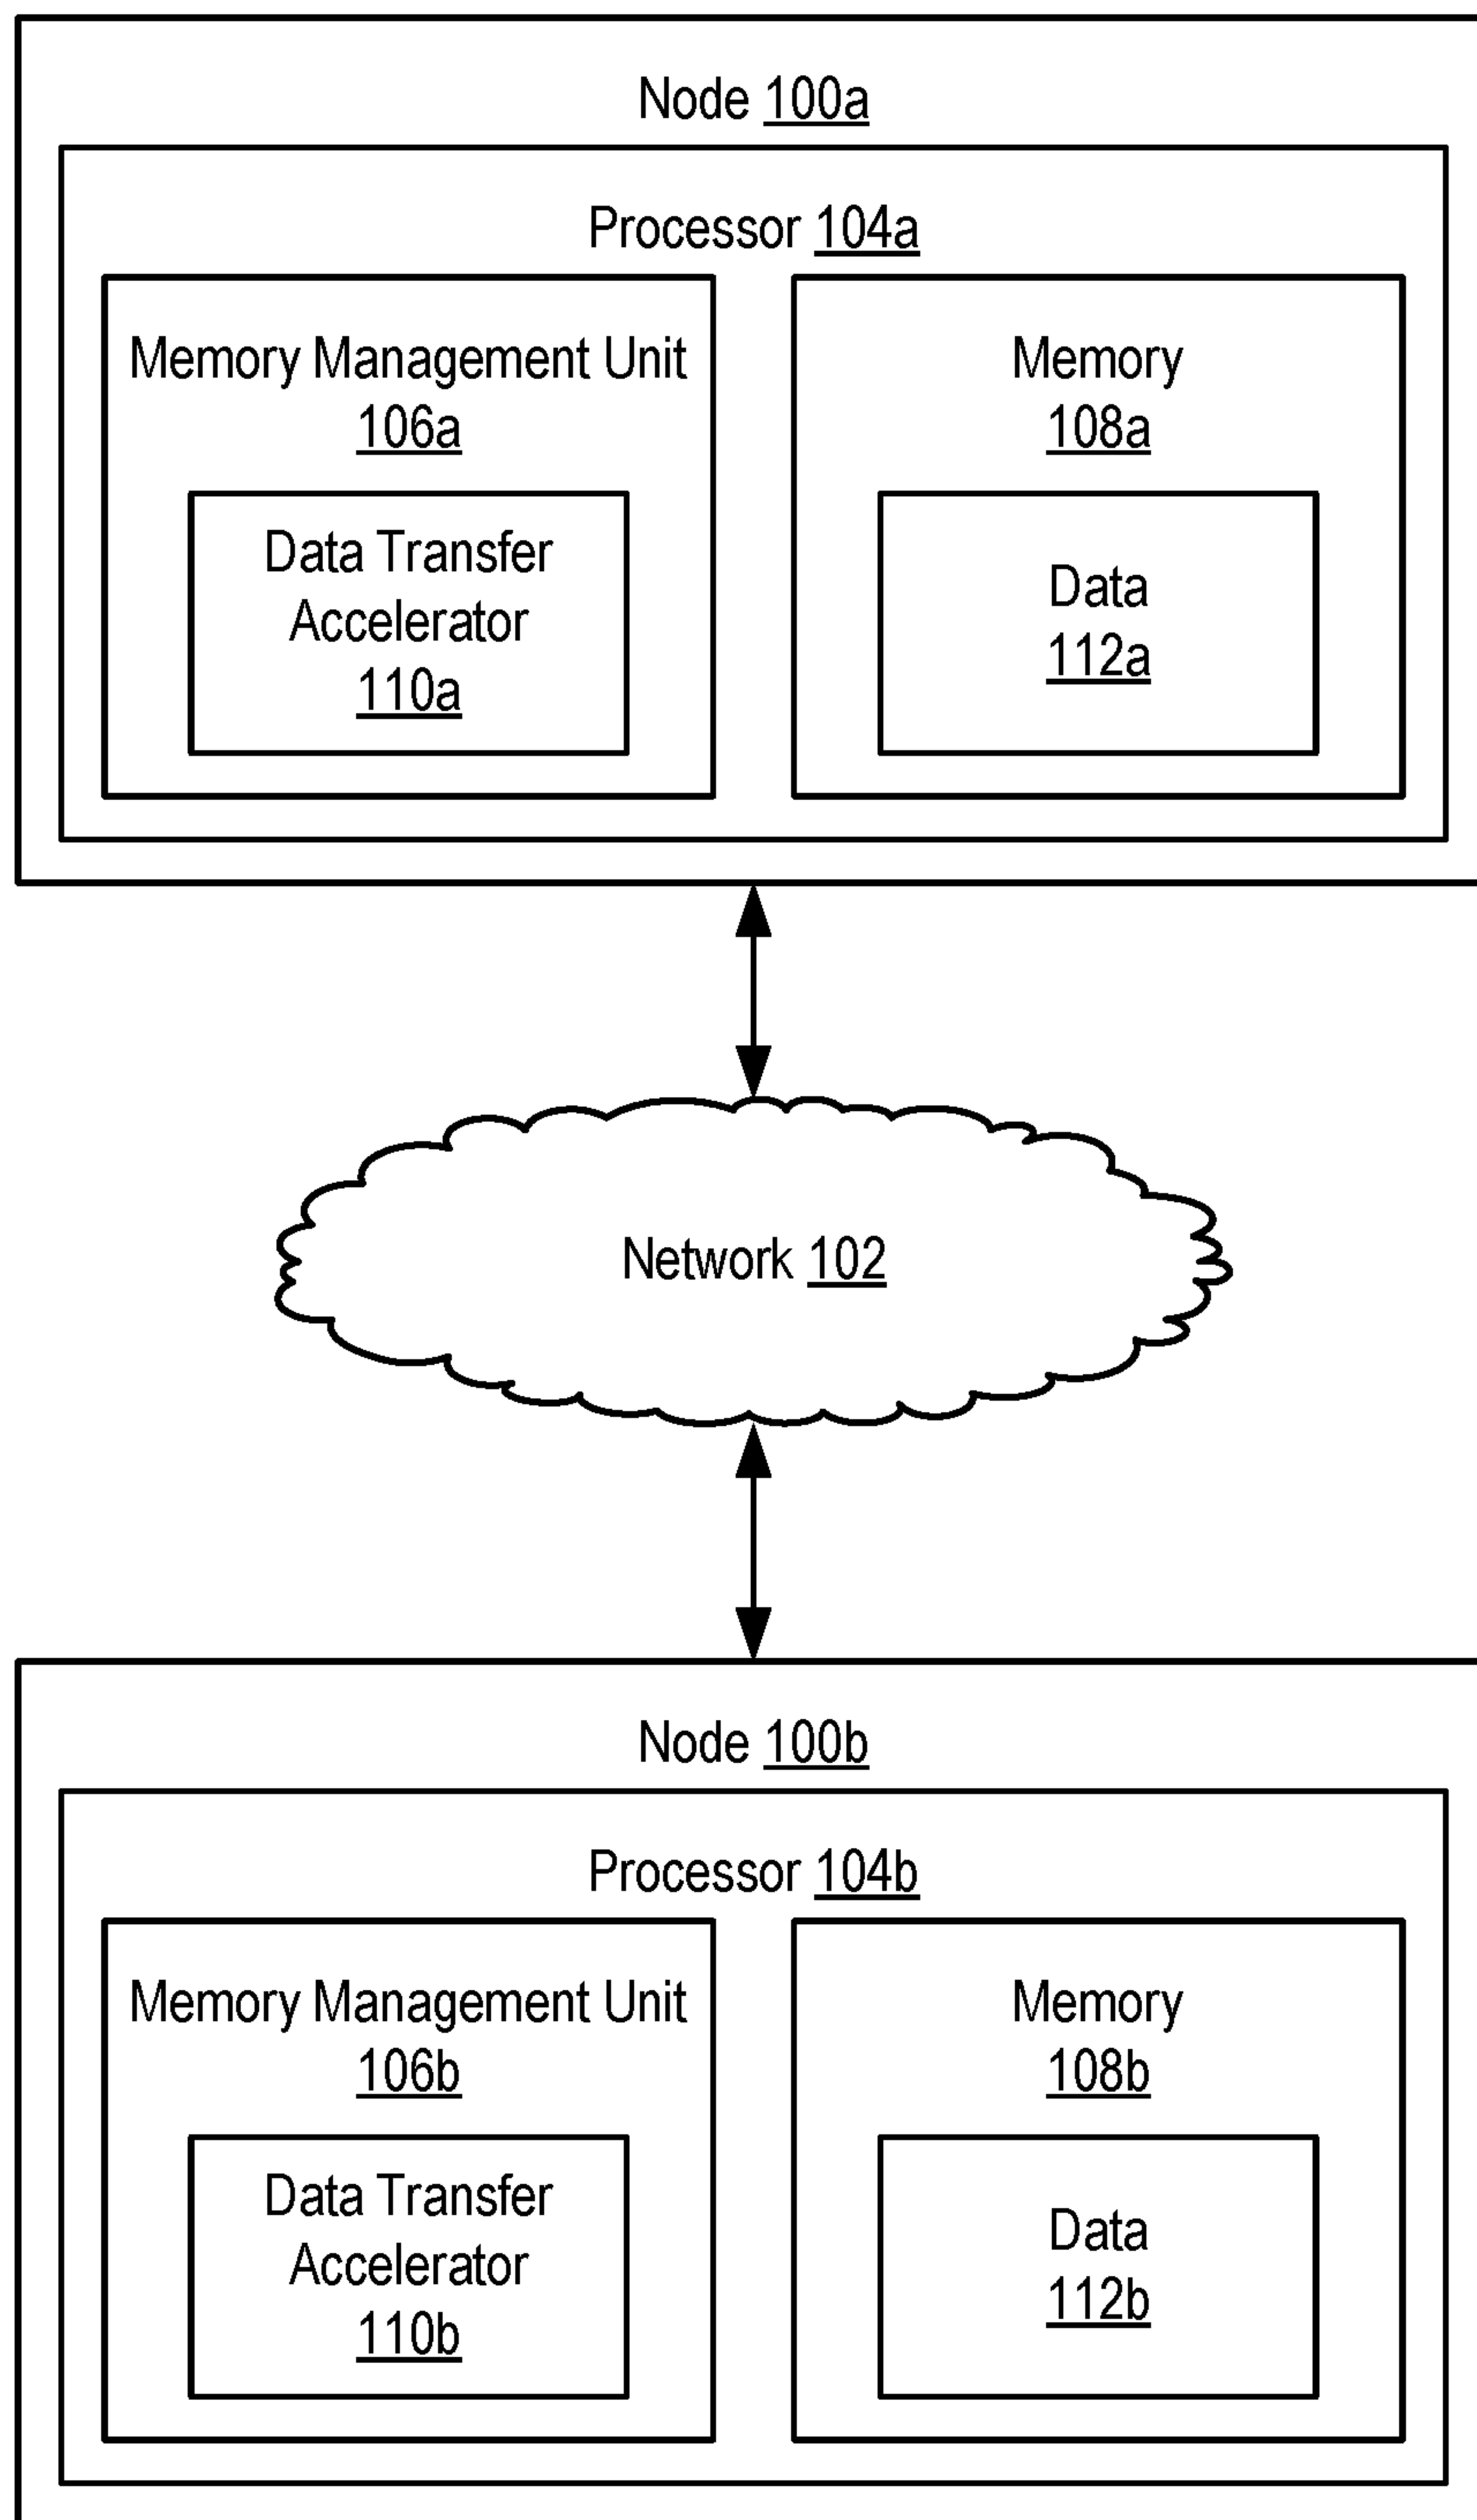 Node 100a
Processor 104a
Memory Management Unit
106a
Data Transfer
Accelerator
110a
Memory
108a
Data
112a
Network 102
Node 100b
Processor 104b
Memory Management Unit
106b
Data Transfer
Accelerator
110b
Memory
108b
Data
112b